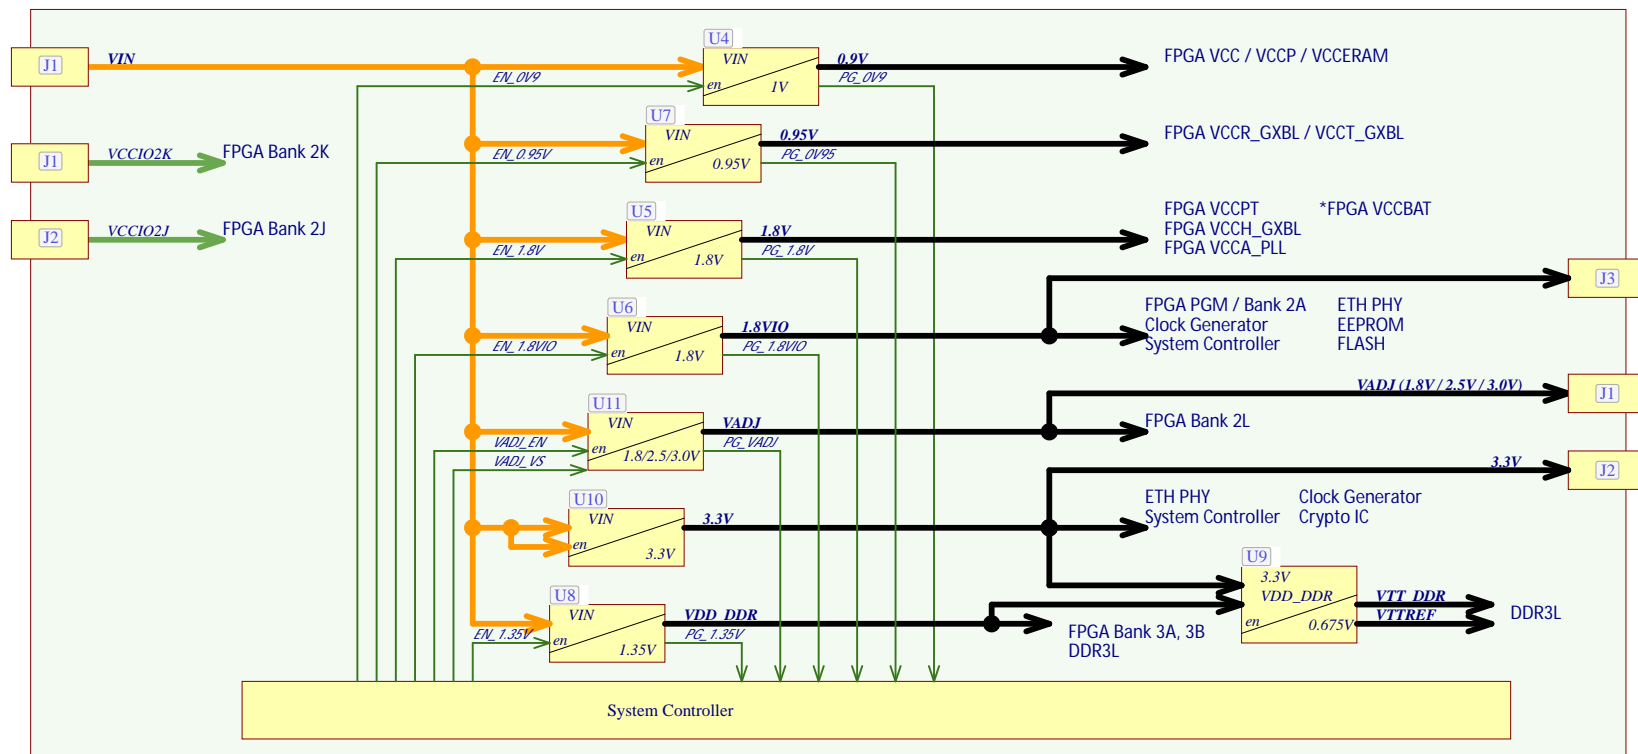 U4
J1
VIN
VIN
0.9V
FPGA VCC / VCCP / VCCERAM
EN_0V9
en
1V
PG_0V9
U7
J1
VCCIO2K
FPGA Bank 2K
VIN
0.95V
FPGA VCCR_GXBL / VCCT_GXBL
EN_0.95V
en
0.95V
PG_0V95
U5
J2
VCCIO2J
FPGA Bank 2J
VIN
1.8V
FPGA VCCPT
*FPGA VCCBAT
FPGA VCCH_GXBL
FPGA VCCA_PLL
EN_1.8V
en
1.8V
PG_1.8V
J3
U6
VIN
1.8VIO
FPGA PGM / Bank 2A
ETH PHY
Clock Generator
EEPROM
System Controller
FLASH
EN_1.8VIO
en
1.8V
PG_1.8VIO
VADJ (1.8V / 2.5V / 3.0V)
J1
U11
VIN
VADJ
FPGA Bank 2L
VADJ_EN
en
1.8/2.5/3.0V
PG_VADJ
VADJ_VS
3.3V
J2
U10
VIN
3.3V
ETH PHY
Clock Generator
System Controller
Crypto IC
en
3.3V
U9
3.3V
VDD_DDR
en
0.675V
VTT_DDR
VTTREF
DDR3L
U8
VIN
VDD_DDR
EN_1.35V
en
1.35V
PG_1.35V
FPGA Bank 3A, 3B
DDR3L
System Controller